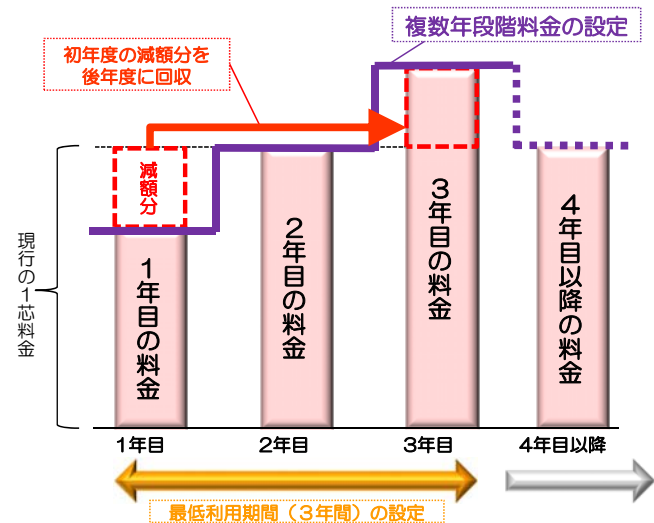 複数年段階料金の設定
初年度の減額分を
後年度に回収
減額分
現行の１芯料金
１年目の料金
２年目の料金
３年目の料金
４年目以降の料金
１年目
２年目
３年目
４年目以降
最低利用期間（３年間）の設定